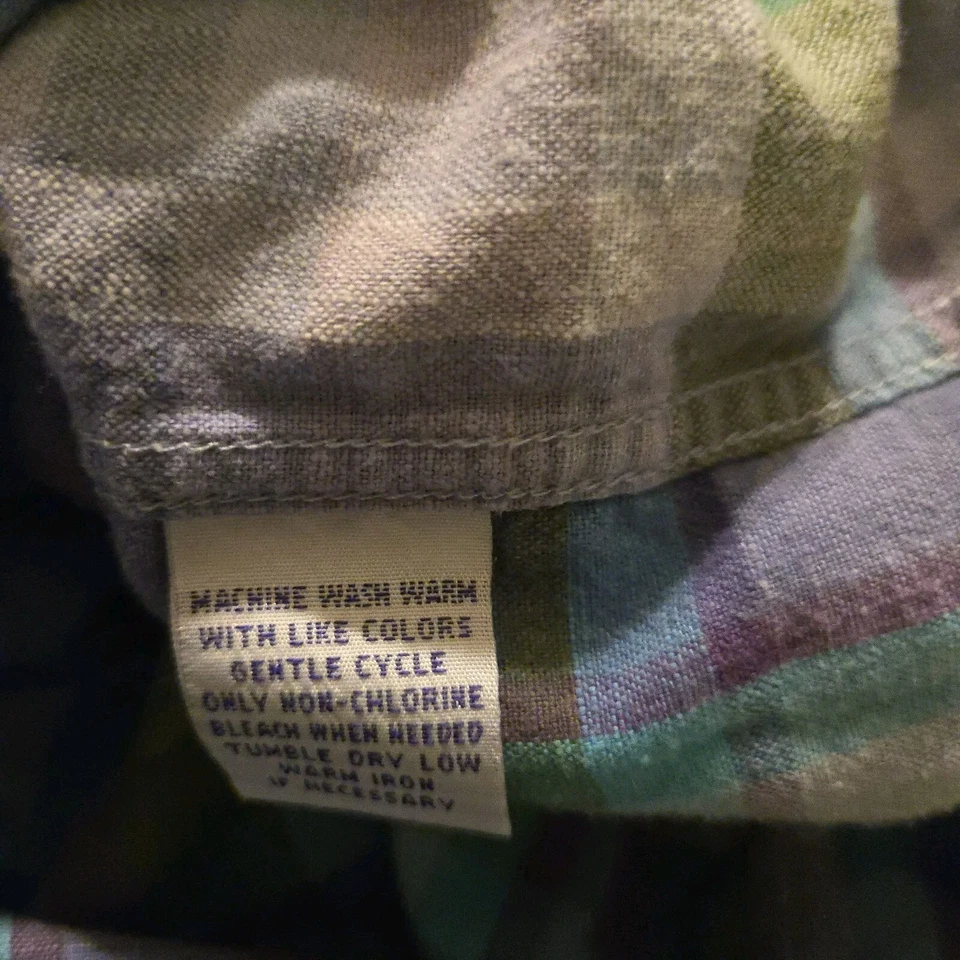 MACHINE WASH WARM
WITH LIKE COLORS
GENTLE CYCLE
ONLY NON-CHLORINE
BLEACH WHEN NEEDED
TUMBLE DRY LOW
WARM IRON
IF NECESSARY